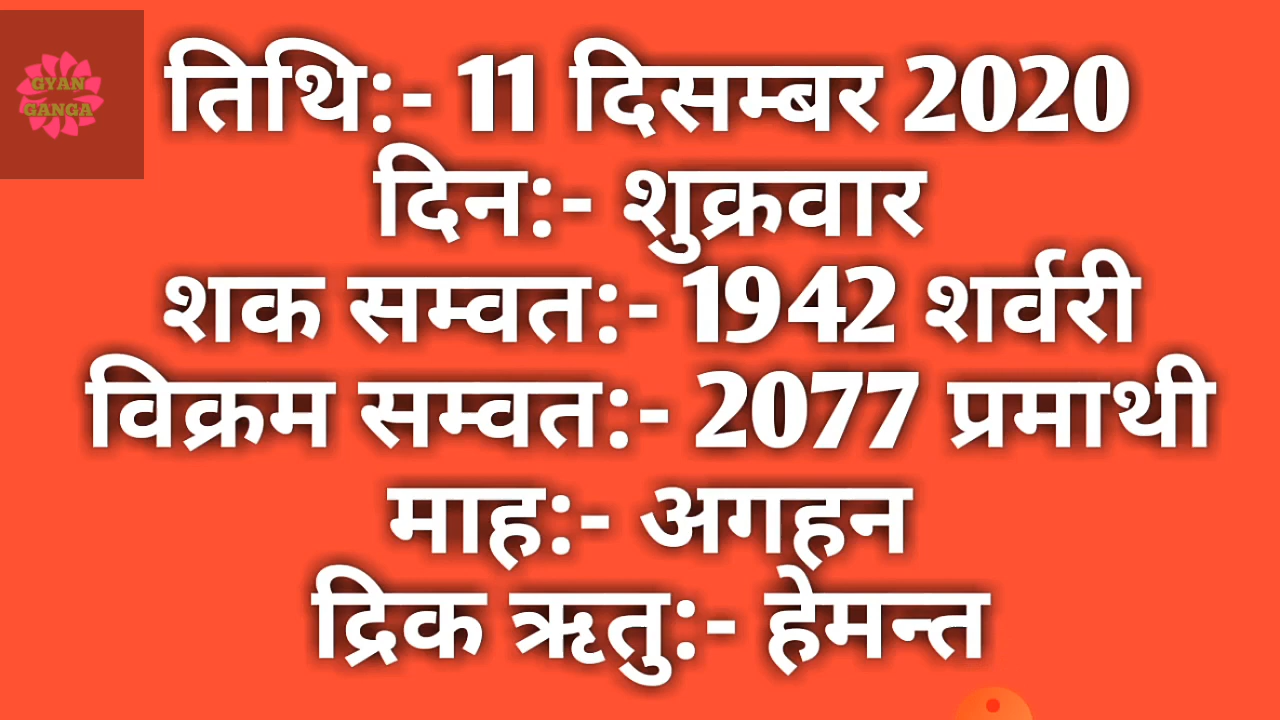 GYAN
GANGA
तिथि:- 11 दिसम्बर 2020
दिन:- शुक्रवार
शक सम्वत:- 1942 शर्वरी
विक्रम सम्वत:- 2077 प्रमाथी
माह:- अगहन
द्रिक ऋतु:- हेमन्त